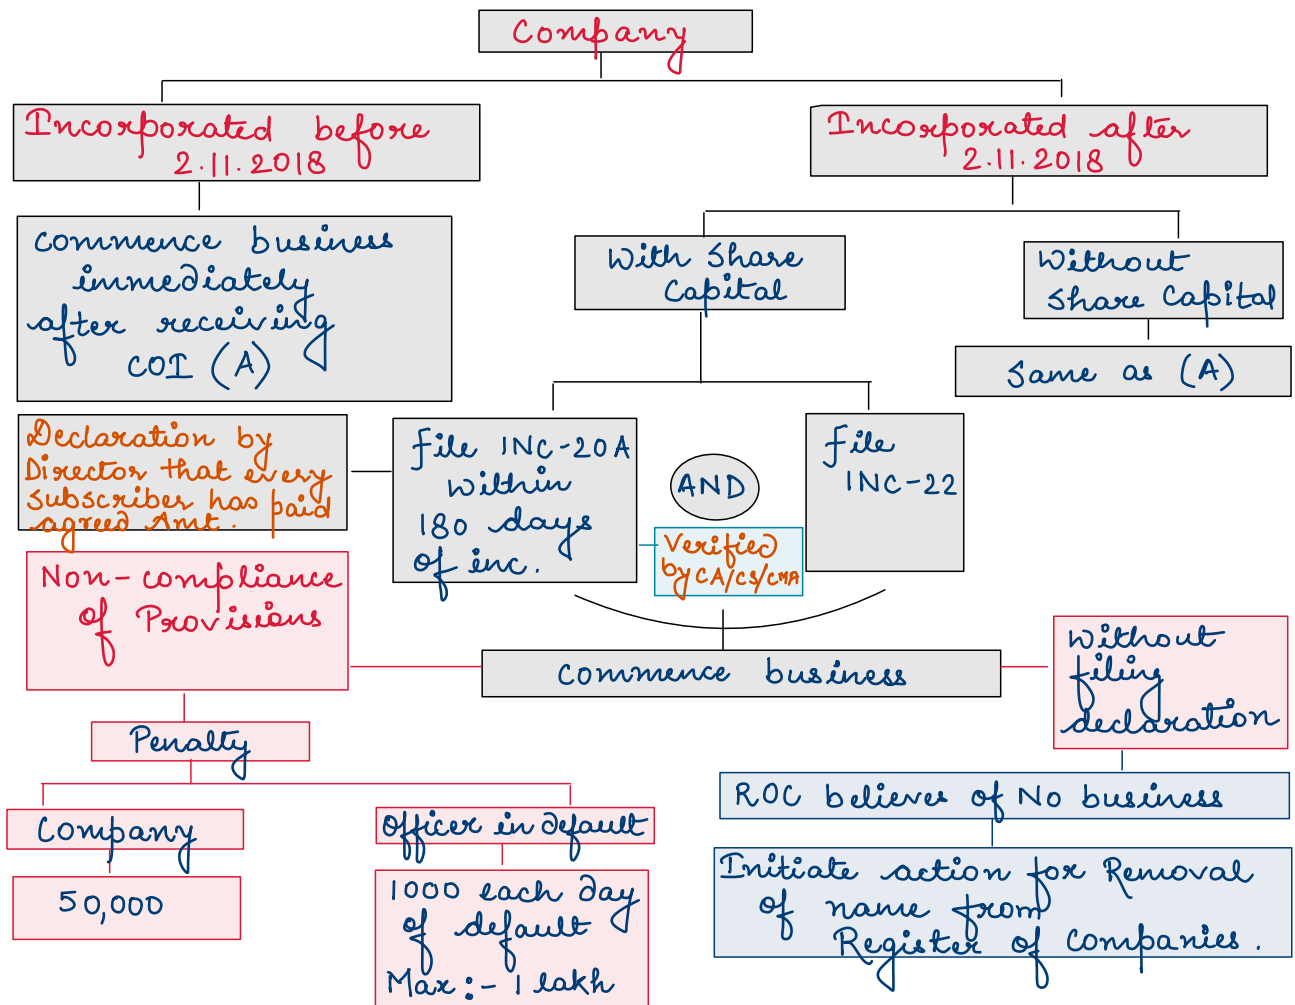 Company
Incorporated before
2.11.2018
Incorporated after
2.11.2018
Commence business
immediately
after receiving
COI (A)
With Share
Capital
Without
Share Capital
Same as (A)
Declaration by
Director that every
subscriber has paid
agreed Amt.
File INC-20A
within
180 days
of inc.
AND
File
INC-22
Verified
by CA/CS/CMA
Non-compliance
of Provisions
Commence business
Without
filing
declaration
Penalty
Company
50,000
Officer in default
1000 each day
of default
Max :- 1 lakh
ROC believes of No business
Initiate action for Removal
of name from
Register of Companies.